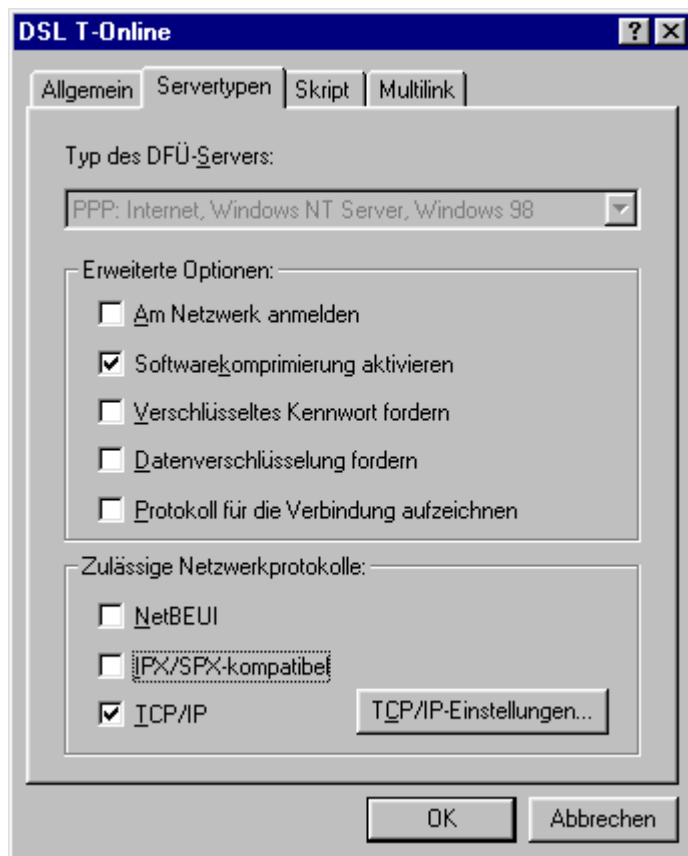 DSL T-Online
Allgemein Servertypen Skript Multilink
Typ des DFÜ-Servers:
PPP: Internet, Windows NT Server, Windows 98
Erweiterte Optionen:
Am Netzwerk anmelden
Softwarekomprimierung aktivieren
Verschlüsseltes Kennwort fordern
Datenverschlüsselung fordern
Protokoll für die Verbindung aufzeichnen
Zulässige Netzwerkprotokolle:
NetBEUI
IPX/SPX-kompatibel
TCP/IP TCP/IP-Einstellungen...
OK Abbrechen